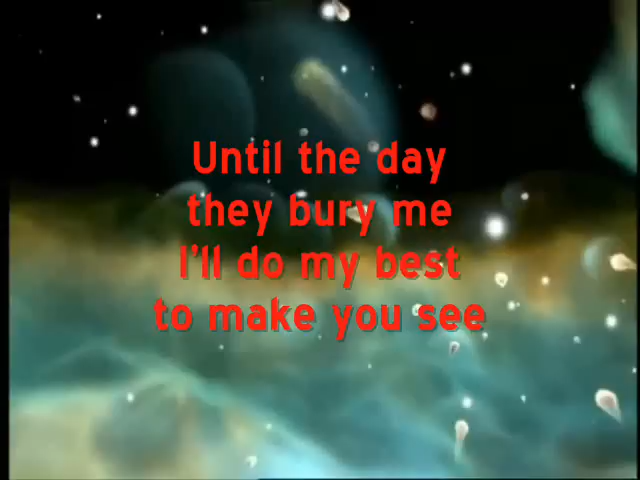 Until the day
they bury me
I'll do my best
to make you see